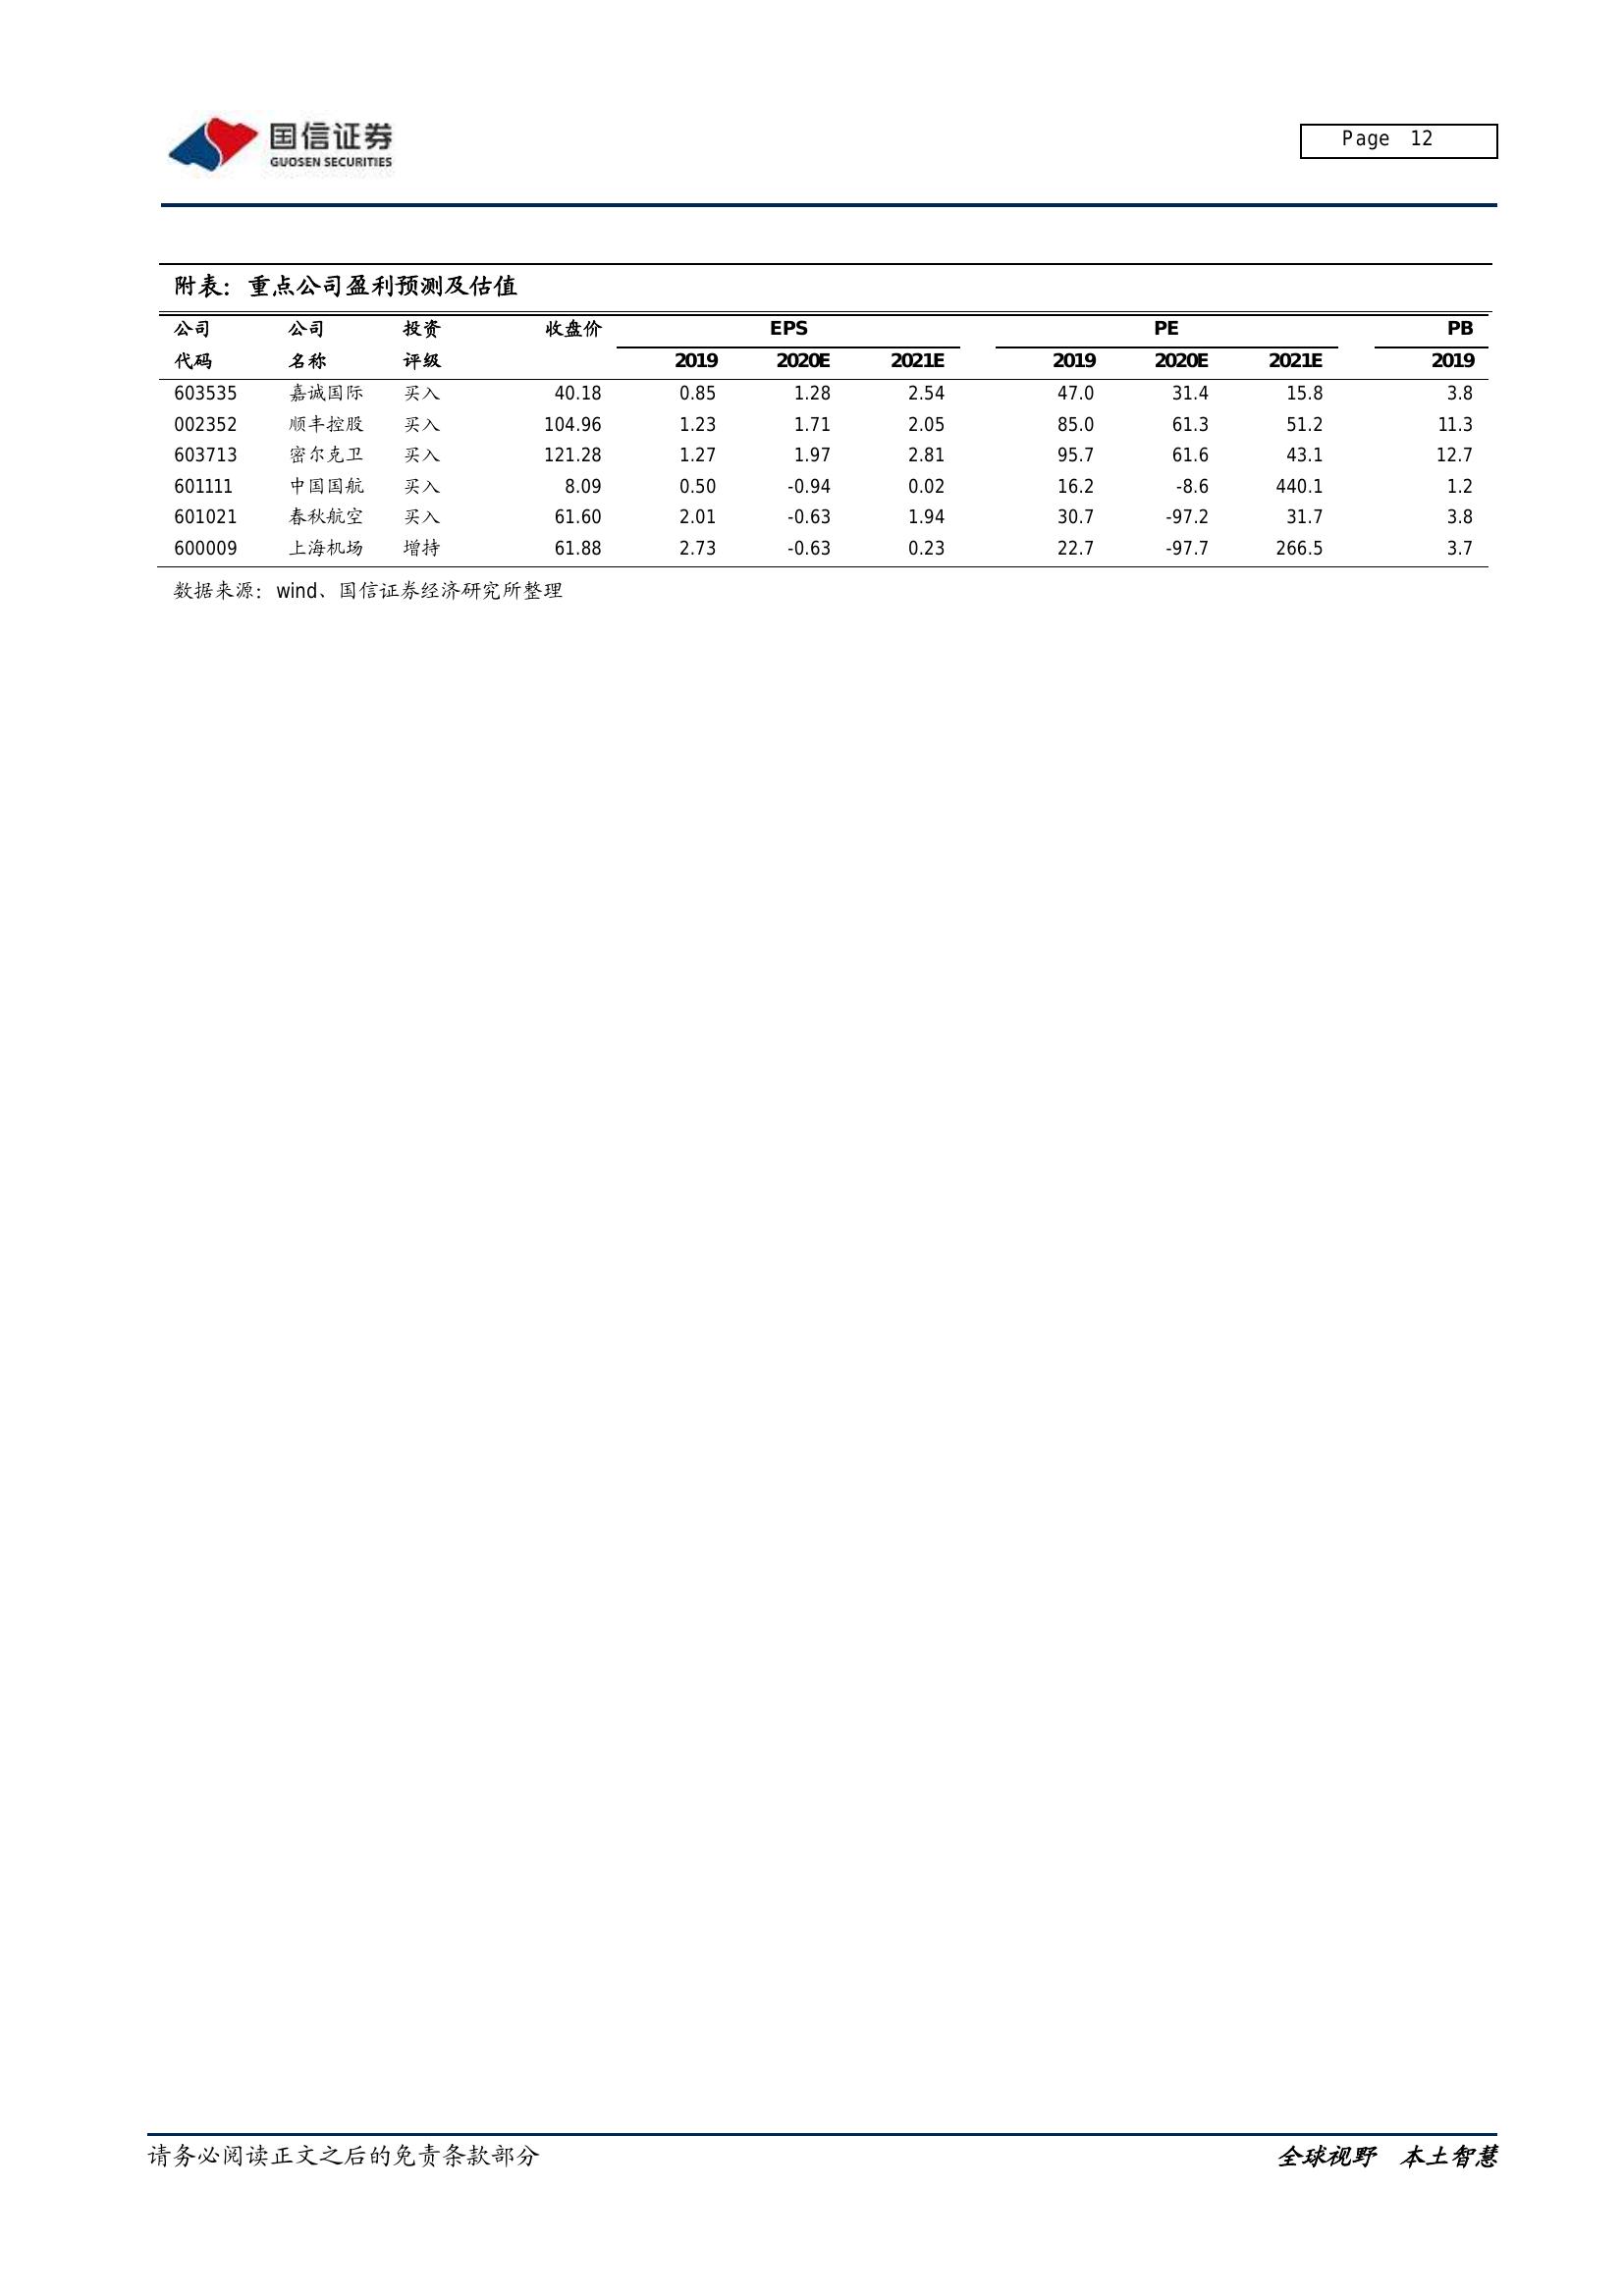 国信证券
GUOSEN SECURITIES
Page 12
附表：重点公司盈利预测及估值
公司 公司 投资 收盘价 EPS PE PB
代码 名称 评级 2019 2020E 2021E 2019 2020E 2021E 2019
603535 嘉诚国际 买入 40.18 0.85 1.28 2.54 47.0 31.4 15.8 3.8
002352 顺丰控股 买入 104.96 1.23 1.71 2.05 85.0 61.3 51.2 11.3
603713 密尔克卫 买入 121.28 1.27 1.97 2.81 95.7 61.6 43.1 12.7
601111 中国国航 买入 8.09 0.50 -0.94 0.02 16.2 -8.6 440.1 1.2
601021 春秋航空 买入 61.60 2.01 -0.63 1.94 30.7 -97.2 31.7 3.8
600009 上海机场 增持 61.88 2.73 -0.63 0.23 22.7 -97.7 266.5 3.7
数据来源：wind、国信证券经济研究所整理
请务必阅读正文之后的免责条款部分 全球视野 本土智慧